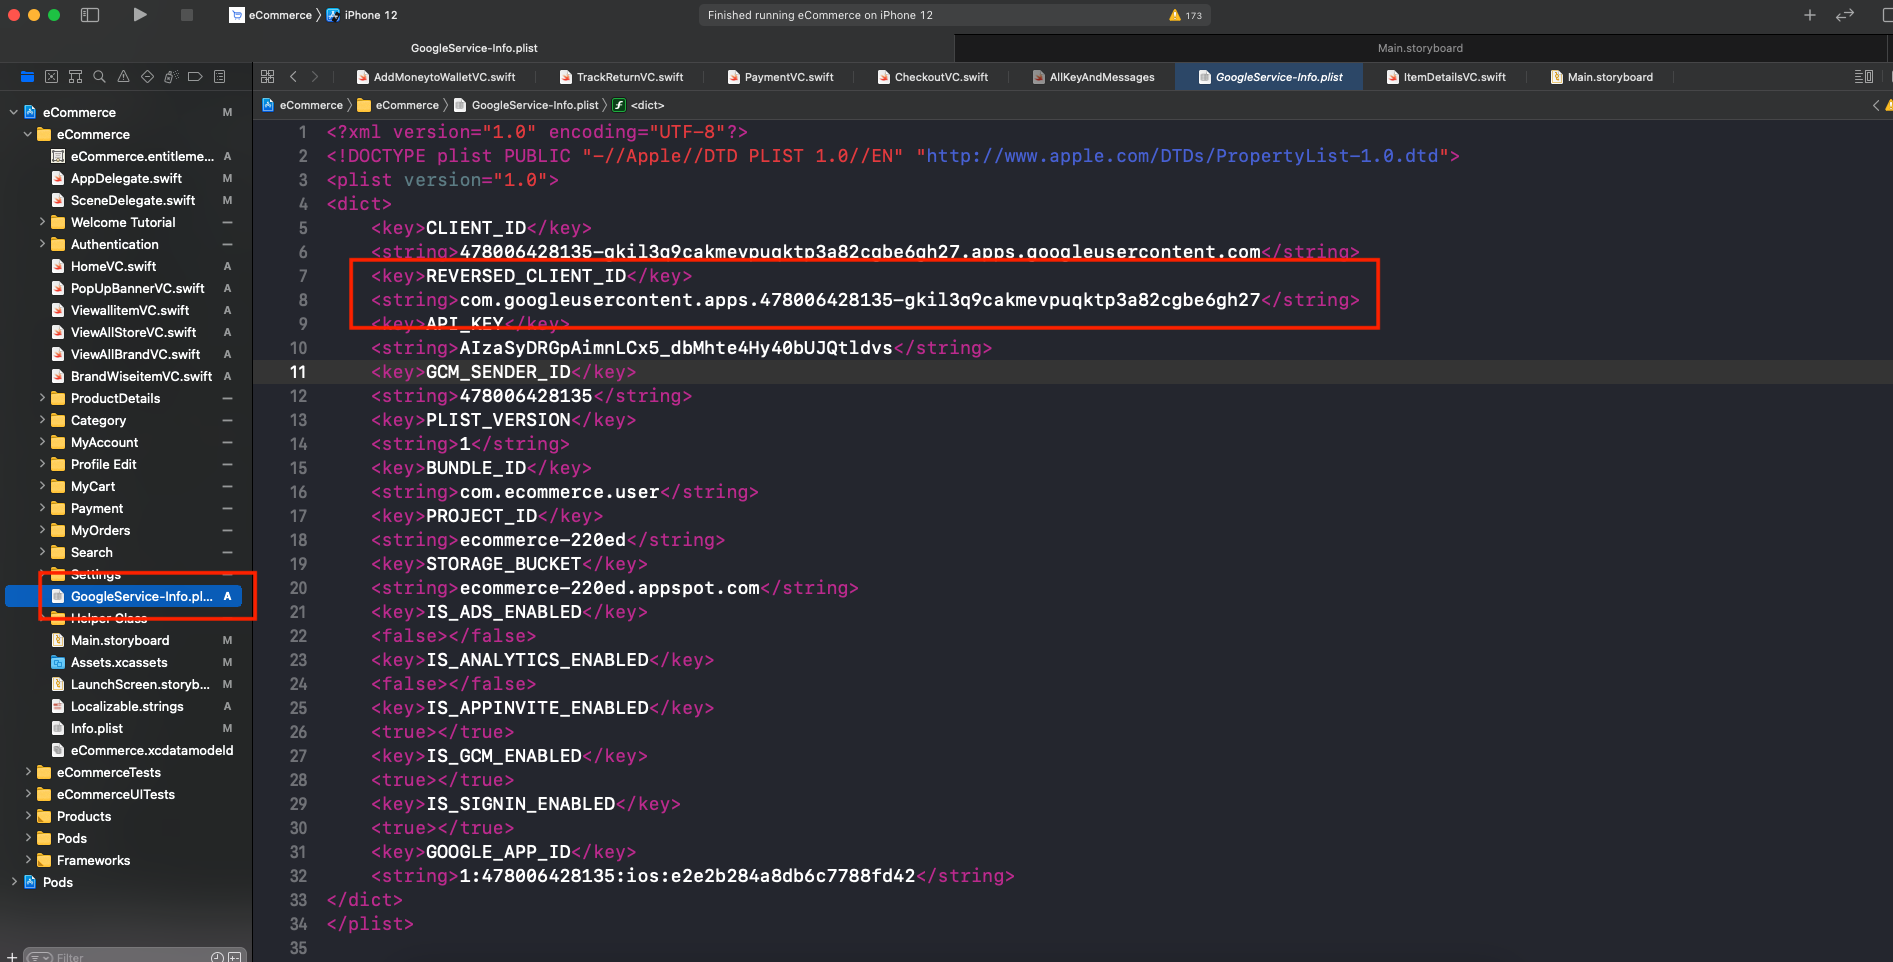 eCommerce 〉 iPhone 12
Finished running eCommerce on iPhone 12
173
GoogleService-Info.plist
Main.storyboard
AddMoneytoWalletVC.swift
TrackReturnVC.swift
PaymentVC.swift
CheckoutVC.swift
AllKeyAndMessages
GoogleService-Info.plist
ItemDetailsVC.swift
Main.storyboard
eCommerce 〉 eCommerce 〉 GoogleService-Info.plist 〉 <dict>
eCommerce M
eCommerce
eCommerce.entitleme... A
AppDelegate.swift M
SceneDelegate.swift M
Welcome Tutorial
Authentication
HomeVC.swift A
PopUpBannerVC.swift A
ViewallitemVC.swift A
ViewAllStoreVC.swift A
ViewAllBrandVC.swift A
BrandWiseitemVC.swift A
ProductDetails
Category
MyAccount
Profile Edit
MyCart
Payment
MyOrders
Search
Settings
GoogleService-Info.pl... A
Helper Class
Main.storyboard M
Assets.xcassets M
LaunchScreen.storyb... M
Localizable.strings A
Info.plist M
eCommerce.xcdatamodeld
eCommerceTests
eCommerceUITests
Products
Pods
Frameworks
Pods
Filter
1 <?xml version="1.0" encoding="UTF-8"?>
2 <!DOCTYPE plist PUBLIC "-//Apple//DTD PLIST 1.0//EN" "http://www.apple.com/DTDs/PropertyList-1.0.dtd">
3 <plist version="1.0">
4 <dict>
5 <key>CLIENT_ID</key>
6 <string>478006428135-gkil3q9cakmevpuqktp3a82cgbe6gh27.apps.googleusercontent.com</string>
7 <key>REVERSED_CLIENT_ID</key>
8 <string>com.googleusercontent.apps.478006428135-gkil3q9cakmevpuqktp3a82cgbe6gh27</string>
9 <key>API_KEY</key>
10 <string>AIzaSyDRGpAimnLCx5_dbMhte4Hy40bUJQtldvs</string>
11 <key>GCM_SENDER_ID</key>
12 <string>478006428135</string>
13 <key>PLIST_VERSION</key>
14 <string>1</string>
15 <key>BUNDLE_ID</key>
16 <string>com.ecommerce.user</string>
17 <key>PROJECT_ID</key>
18 <string>ecommerce-220ed</string>
19 <key>STORAGE_BUCKET</key>
20 <string>ecommerce-220ed.appspot.com</string>
21 <key>IS_ADS_ENABLED</key>
22 <false></false>
23 <key>IS_ANALYTICS_ENABLED</key>
24 <false></false>
25 <key>IS_APPINVITE_ENABLED</key>
26 <true></true>
27 <key>IS_GCM_ENABLED</key>
28 <true></true>
29 <key>IS_SIGNIN_ENABLED</key>
30 <true></true>
31 <key>GOOGLE_APP_ID</key>
32 <string>1:478006428135:ios:e2e2b284a8db6c7788fd42</string>
33 </dict>
34 </plist>
35